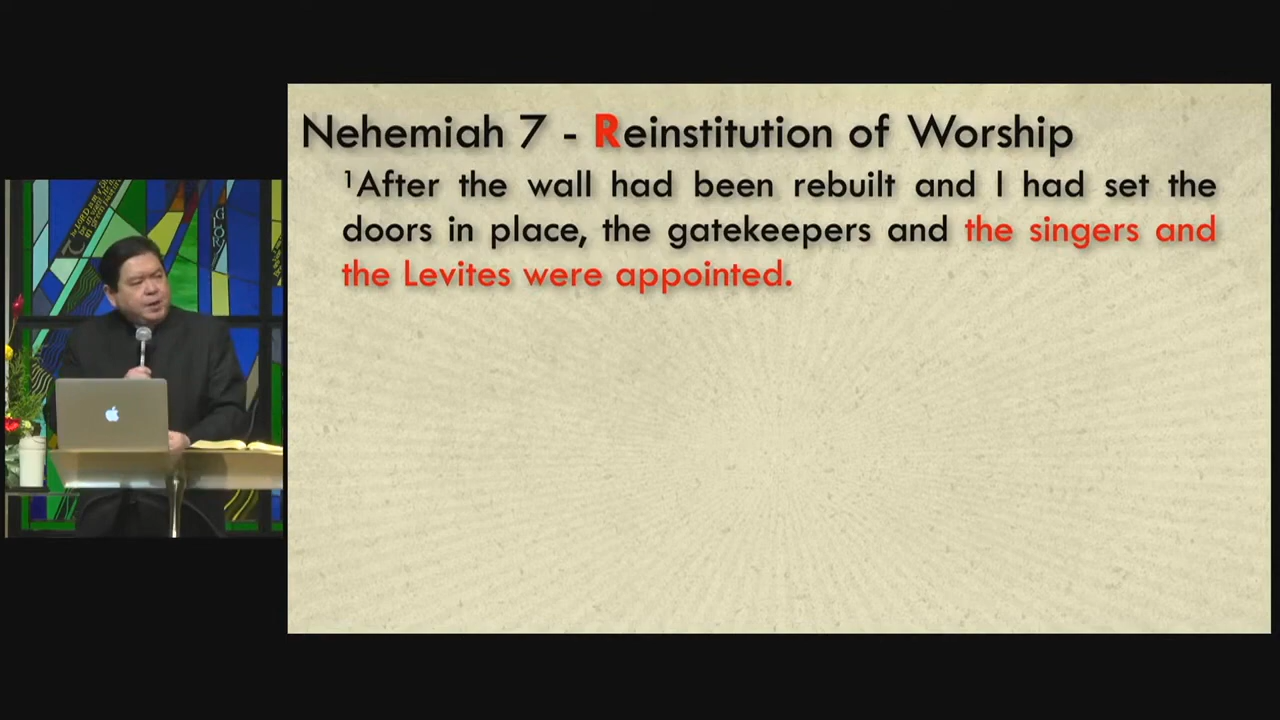 Nehemiah 7 - Reinstitution of Worship
¹After the wall had been rebuilt and I had set the
doors in place, the gatekeepers and the singers and
the Levites were appointed.
GLORY